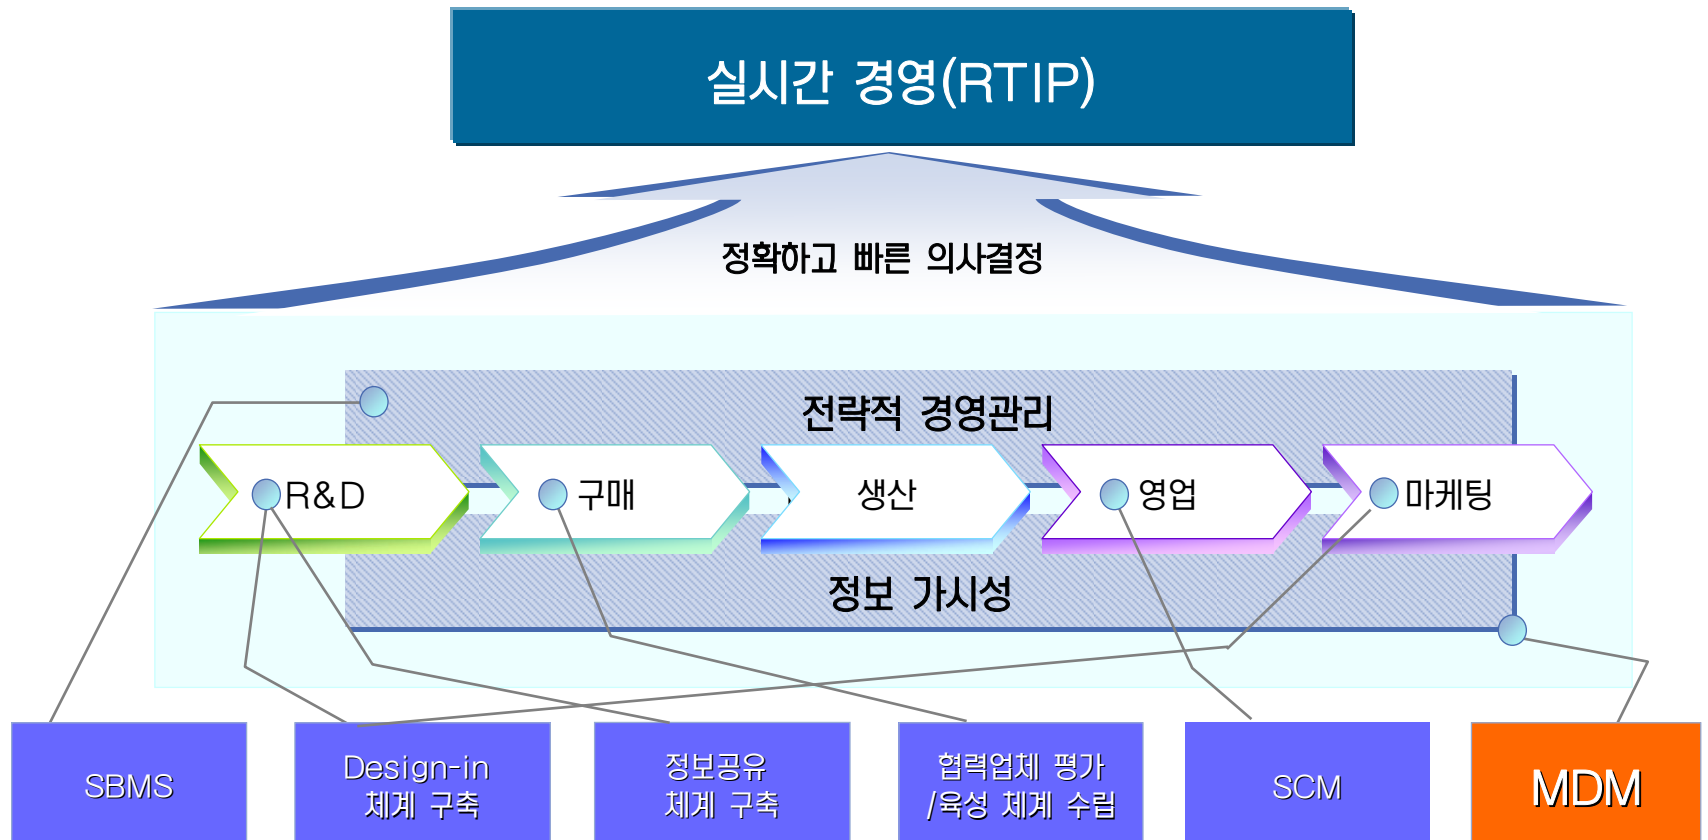 실시간 경영(RTIP)
정확하고 빠른 의사결정
전략적 경영관리
R&D
구매
생산
영업
마케팅
정보 가시성
SBMS
Design-in
체계 구축
정보공유
체계 구축
협력업체 평가
/육성 체계 수립
SCM
MDM